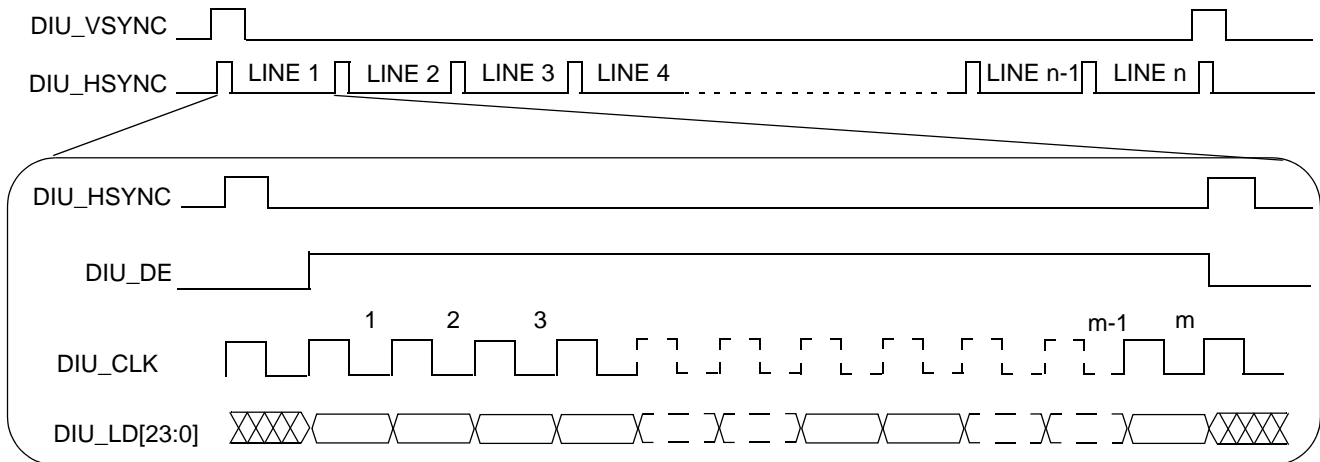 DIU_VSYNC
DIU_HSYNC LINE 1 LINE 2 LINE 3 LINE 4 LINE n-1 LINE n
DIU_HSYNC
DIU_DE
1 2 3 m-1 m
DIU_CLK
DIU_LD[23:0]